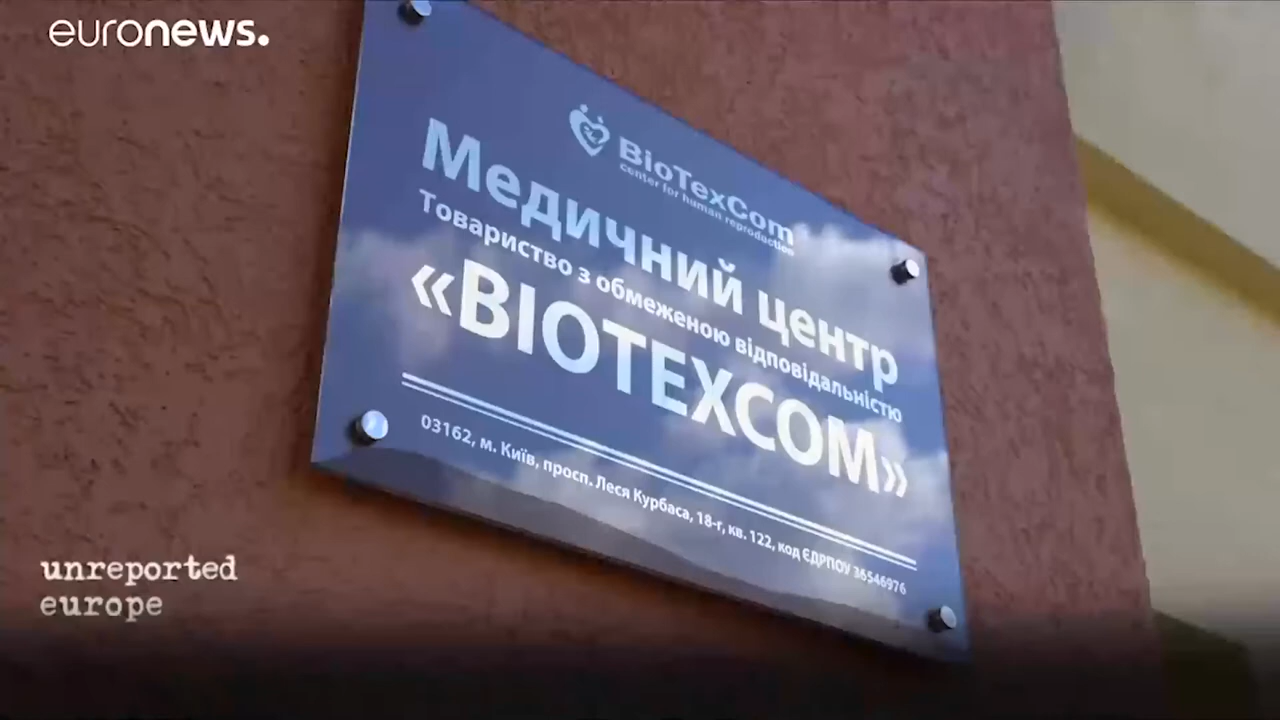 euronews.
BioTexCom
center for human reproduction
Медичний центр
Товариство з обмеженою відповідальністю
«BIOTEXCOM»
03162, м. Київ, просп. Леся Курбаса, 18-г, кв. 122, код ЄДРПОУ 36546976
unreported
europe